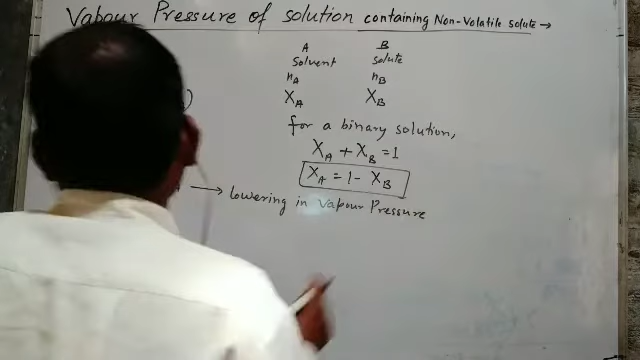 Vapour Pressure of solution containing Non-Volatile solute →
A B
Solvent solute
nA nB
XA XB
for a binary solution,
XA + XB = 1
XA = 1 - XB
→ lowering in Vapour Pressure